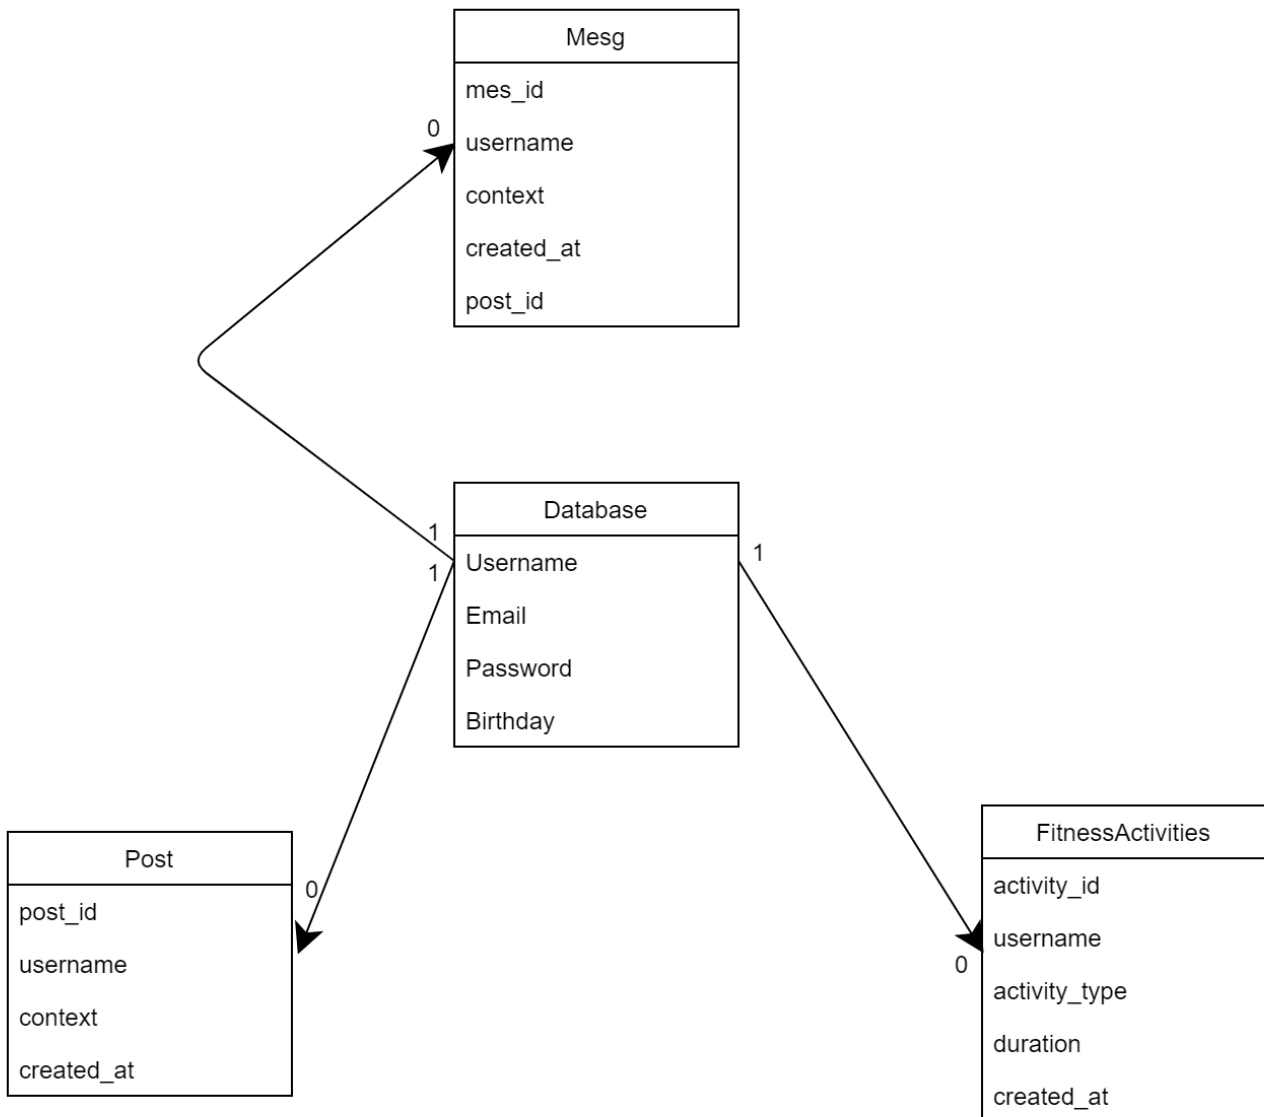 Mesg
mes_id
0
username
context
created_at
post_id
Database
1
1
Username
1
Email
Password
Birthday
Post
post_id
username
context
created_at
0
FitnessActivities
activity_id
username
0
activity_type
duration
created_at